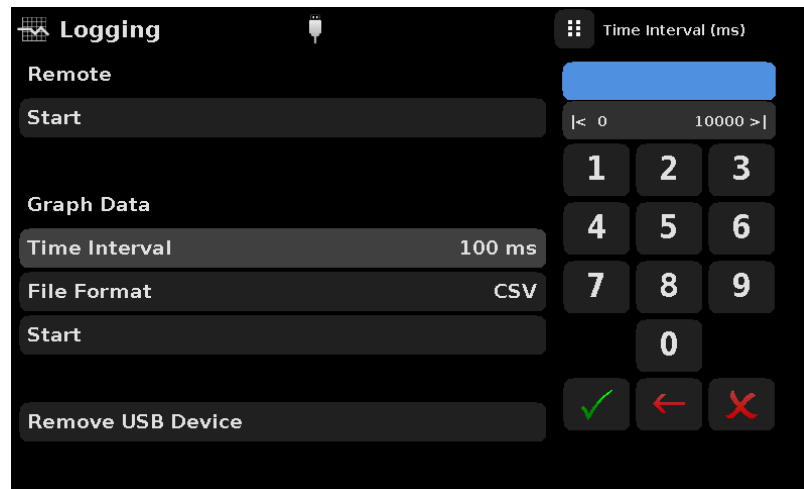 Logging
Remote
Start
Graph Data
Time Interval 100 ms
File Format CSV
Start
Remove USB Device
Time Interval (ms)
|< 0 10000 >|
1 2 3
4 5 6
7 8 9
0